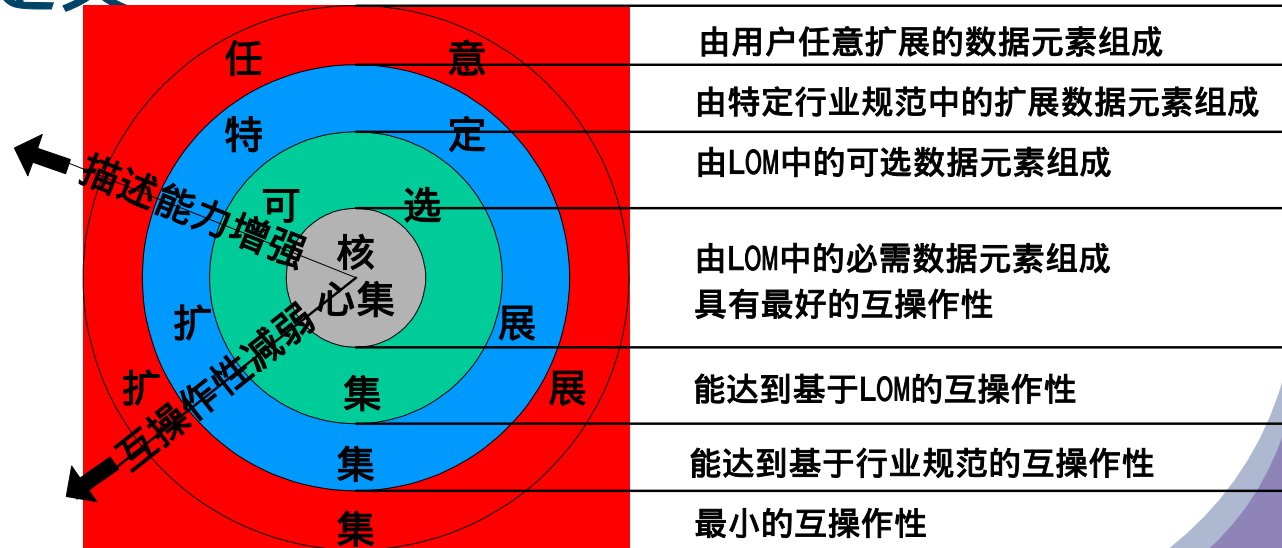 任意
由用户任意扩展的数据元素组成
特定
由特定行业规范中的扩展数据元素组成
可选
由LOM中的可选数据元素组成
描述能力增强
核
心集
由LOM中的必需数据元素组成
具有最好的互操作性
扩展
互操作性减弱
扩展
集
能达到基于LOM的互操作性
集
能达到基于行业规范的互操作性
集
最小的互操作性